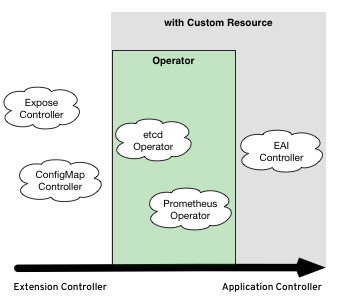 with Custom Resource
Operator
Expose
Controller
etcd
Operator
EAI
Controller
ConfigMap
Controller
Prometheus
Operator
Extension Controller
Application Controller